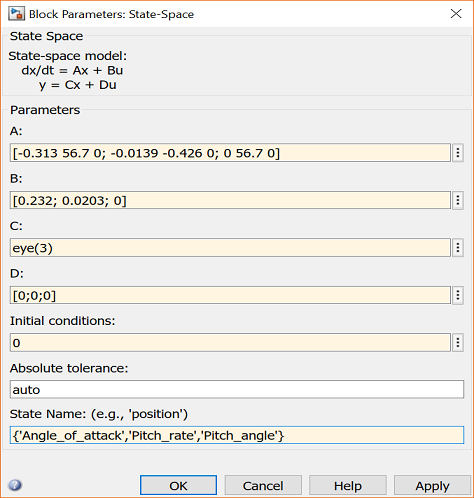 Block Parameters: State-Space
State Space
State-space model:
dx/dt = Ax + Bu
y = Cx + Du
Parameters
A:
[-0.313 56.7 0; -0.0139 -0.426 0; 0 56.7 0]
B:
[0.232; 0.0203; 0]
C:
eye(3)
D:
[0;0;0]
Initial conditions:
0
Absolute tolerance:
auto
State Name: (e.g., 'position')
{'Angle_of_attack','Pitch_rate','Pitch_angle'}
OK Cancel Help Apply